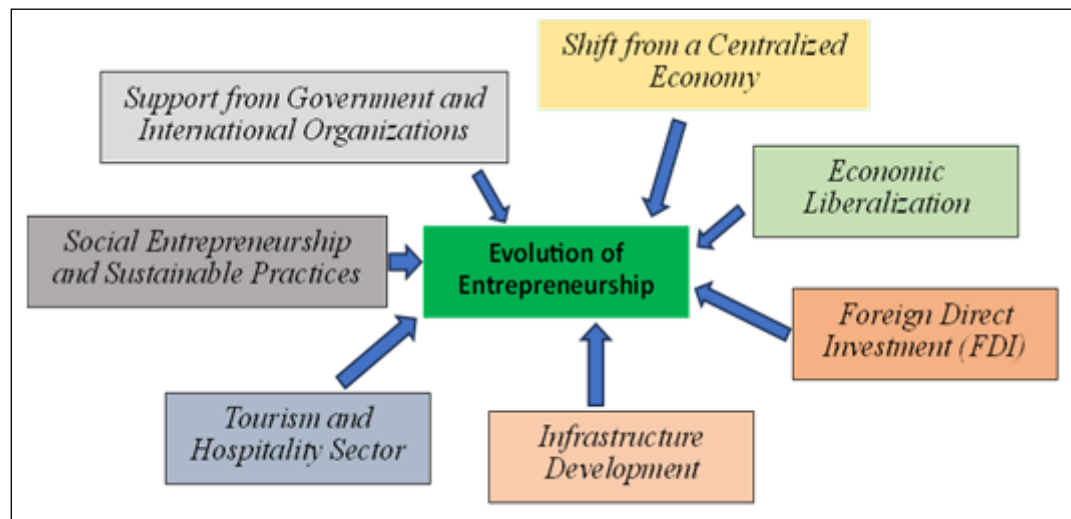 Shift from a Centralized
Economy
Support from Government and
International Organizations
Economic
Liberalization
Social Entrepreneurship
and Sustainable Practices
Evolution of
Entrepreneurship
Foreign Direct
Investment (FDI)
Tourism and
Hospitality Sector
Infrastructure
Development